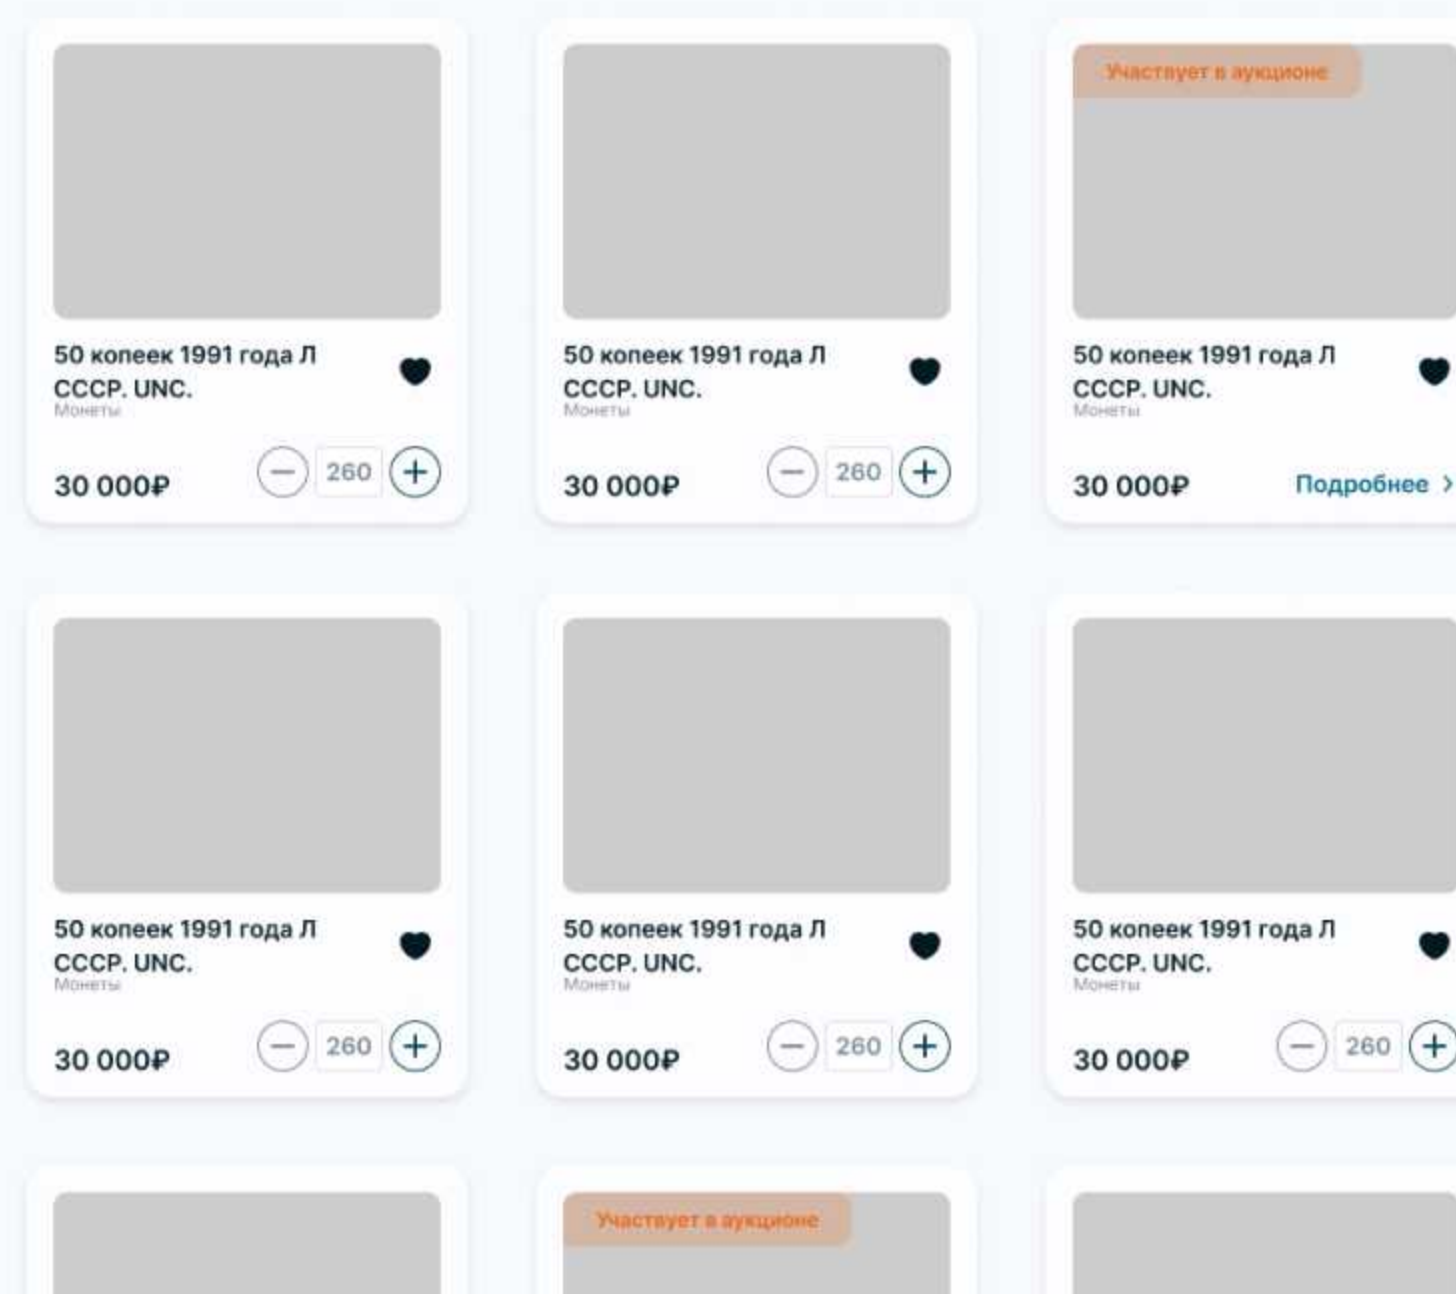 Участвует в аукционе
50 копеек 1991 года Л
СССР. UNC.
Монеты
30 000₽
260
50 копеек 1991 года Л
СССР. UNC.
Монеты
30 000₽
260
50 копеек 1991 года Л
СССР. UNC.
Монеты
30 000₽
Подробнее
50 копеек 1991 года Л
СССР. UNC.
Монеты
30 000₽
260
50 копеек 1991 года Л
СССР. UNC.
Монеты
30 000₽
260
50 копеек 1991 года Л
СССР. UNC.
Монеты
30 000₽
260
Участвует в аукционе